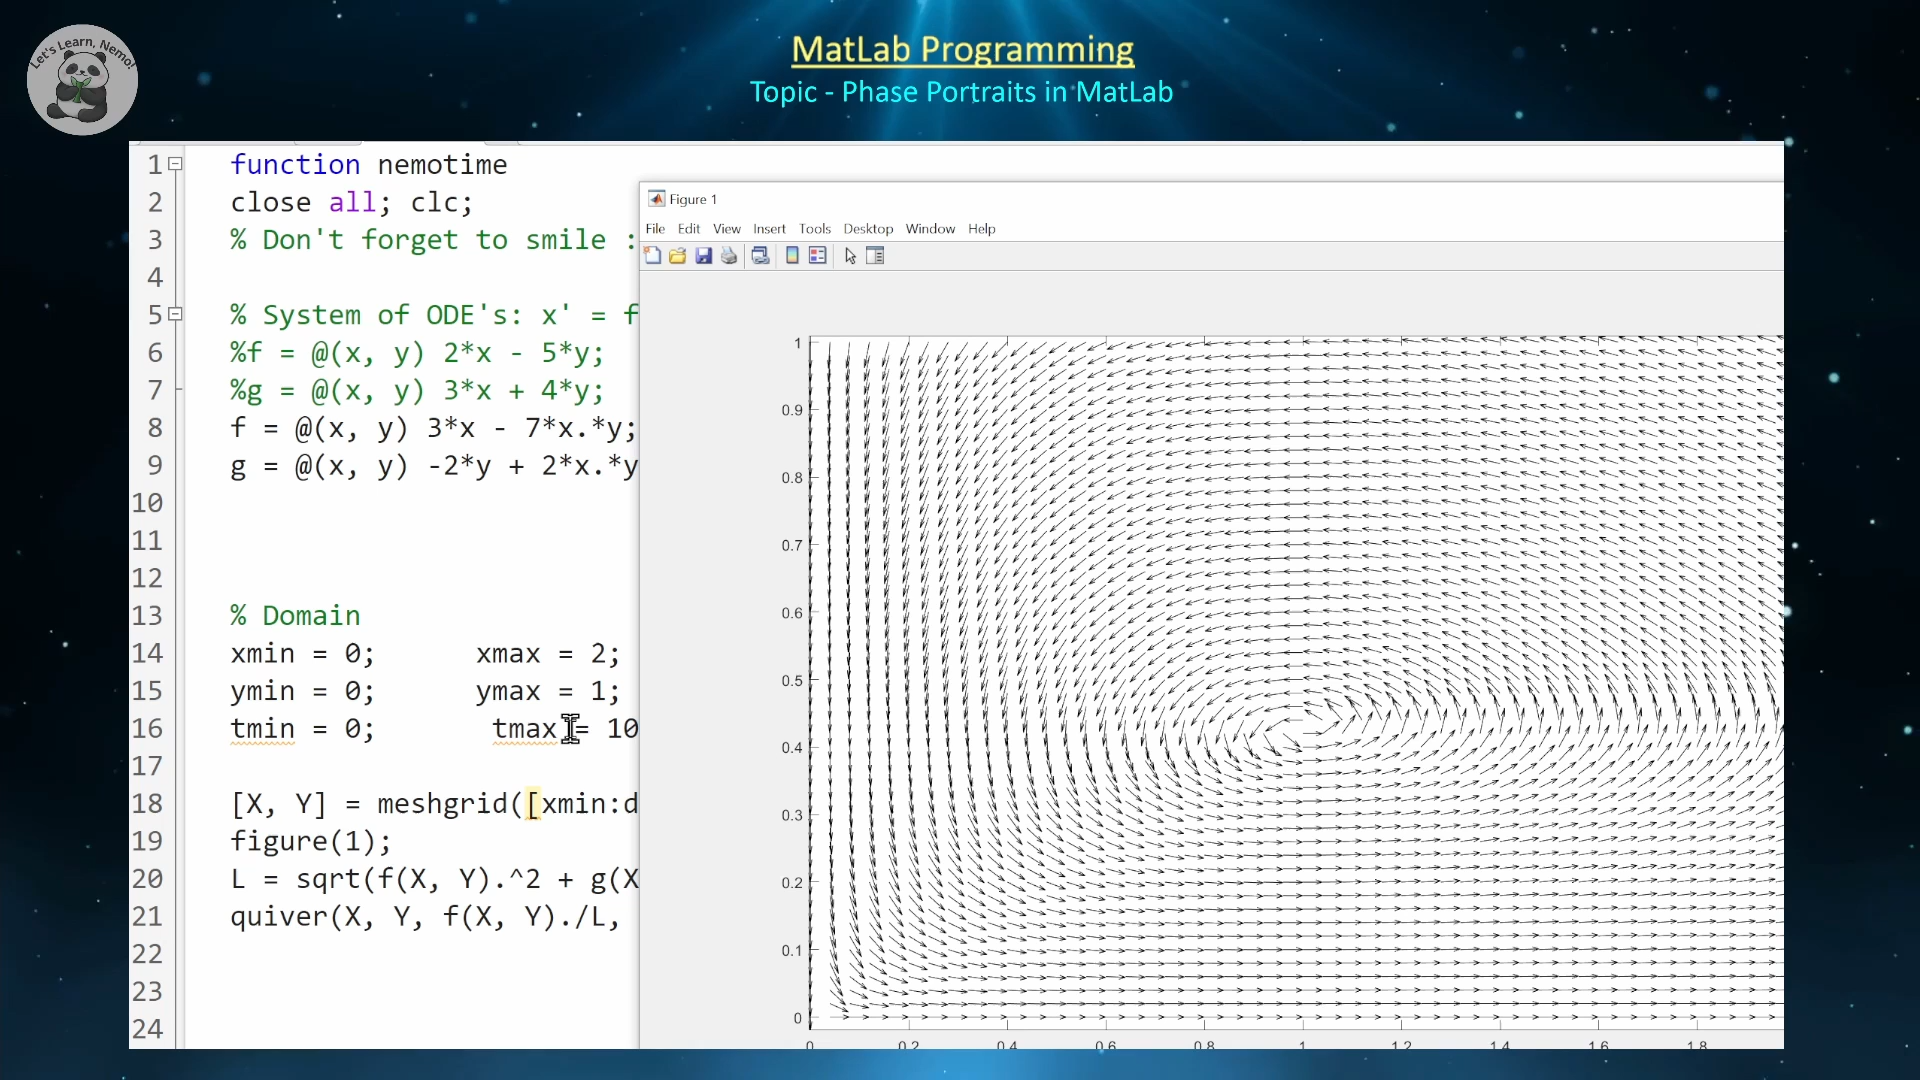 Let's Learn, Nemo!
MatLab Programming
Topic - Phase Portraits in MatLab
1 function nemotime
2 close all; clc;
3 % Don't forget to smile :
4
5 % System of ODE's: x' = f
6 %f = @(x, y) 2*x - 5*y;
7 %g = @(x, y) 3*x + 4*y;
8 f = @(x, y) 3*x - 7*x.*y;
9 g = @(x, y) -2*y + 2*x.*y
10
11
12
13 % Domain
14 xmin = 0; xmax = 2;
15 ymin = 0; ymax = 1;
16 tmin = 0; tmax = 10
17
18 [X, Y] = meshgrid([xmin:d
19 figure(1);
20 L = sqrt(f(X, Y).^2 + g(X
21 quiver(X, Y, f(X, Y)./L,
22
23
24
Figure 1
File Edit View Insert Tools Desktop Window Help
1
0.9
0.8
0.7
0.6
0.5
0.4
0.3
0.2
0.1
0
0 0.2 0.4 0.6 0.8 1 1.2 1.4 1.6 1.8